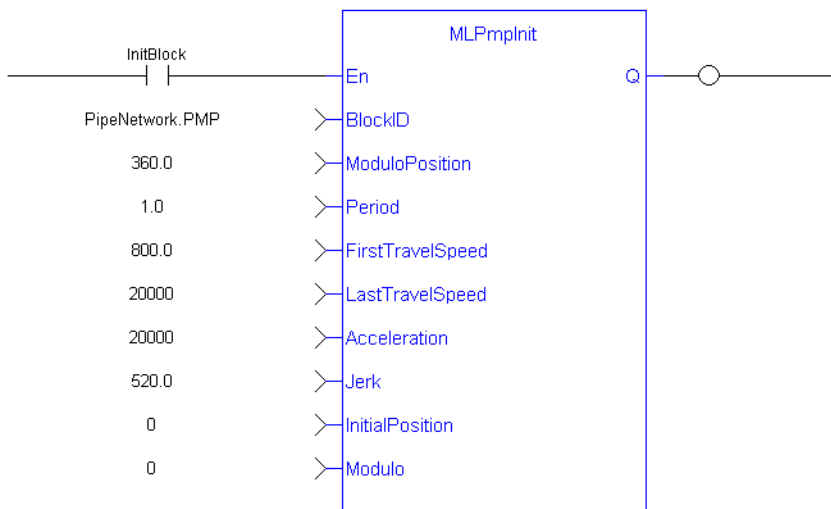 MLPmpInit
InitBlock
En Q
PipeNetwork.PMP BlockID
360.0 ModuloPosition
1.0 Period
800.0 FirstTravelSpeed
20000 LastTravelSpeed
20000 Acceleration
520.0 Jerk
0 InitialPosition
0 Modulo